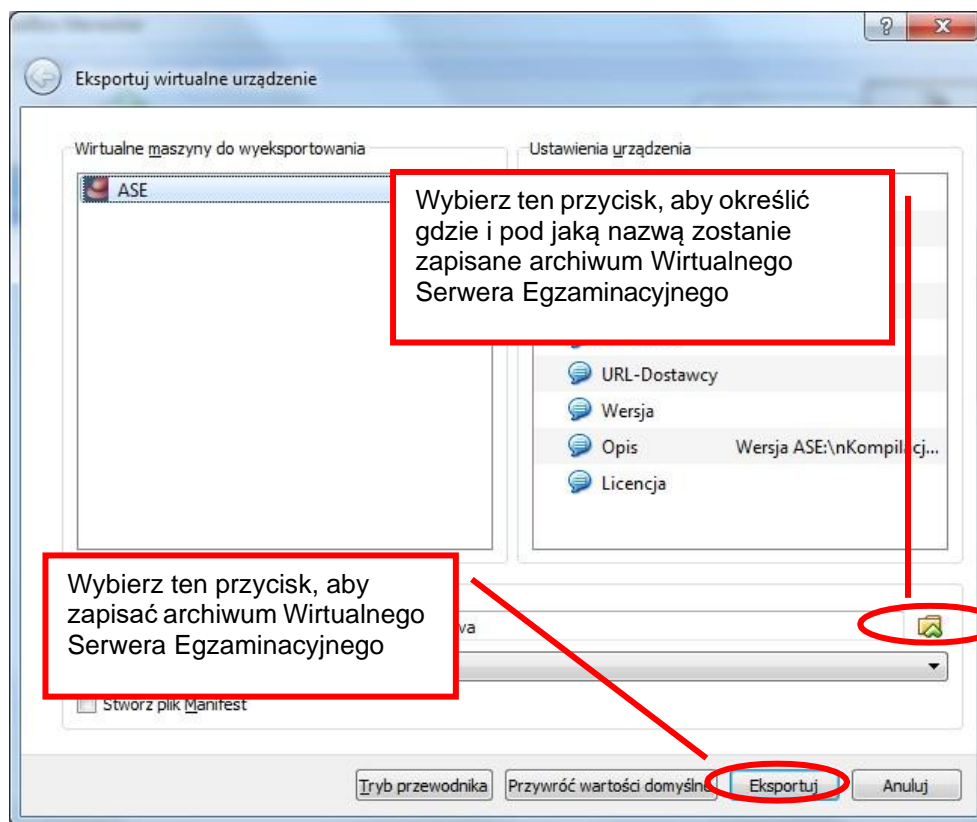 Eksportuj wirtualne urządzenie
Wirtualne maszyny do wyeksportowania
ASE
Ustawienia urządzenia
Wybierz ten przycisk, aby określić
gdzie i pod jaką nazwą zostanie
zapisane archiwum Wirtualnego
Serwera Egzaminacyjnego
URL-Dostawcy
Wersja
Opis Wersja ASE:\nKompilacj...
Licencja
Wybierz ten przycisk, aby
zapisać archiwum Wirtualnego
Serwera Egzaminacyjnego
va
Stwórz plik Manifest
Tryb przewodnika
Przywróć wartości domyślne
Eksportuj
Anuluj